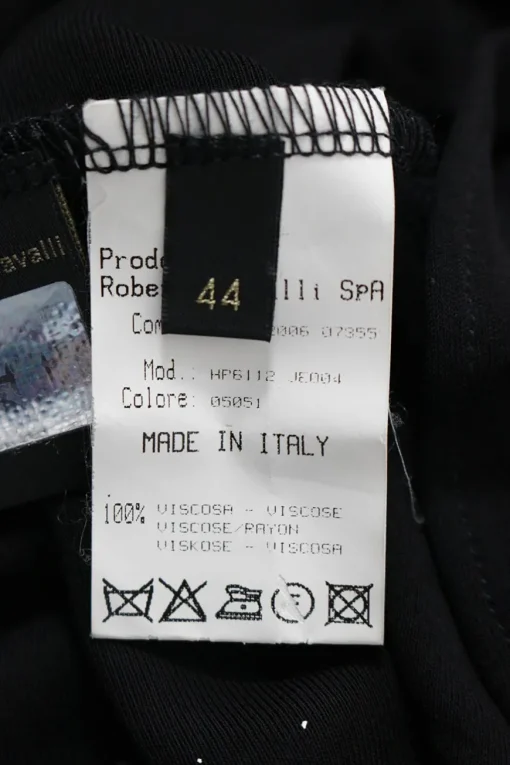 avalli
44
Prod
Robe lli SpA
Com 2006 07355
Mod.: HP6112 JE004
Colore: 05051
MADE IN ITALY
100% VISCOSA - VISCOSE
VISCOSE/RAYON
VISKOSE - VISCOSA
F